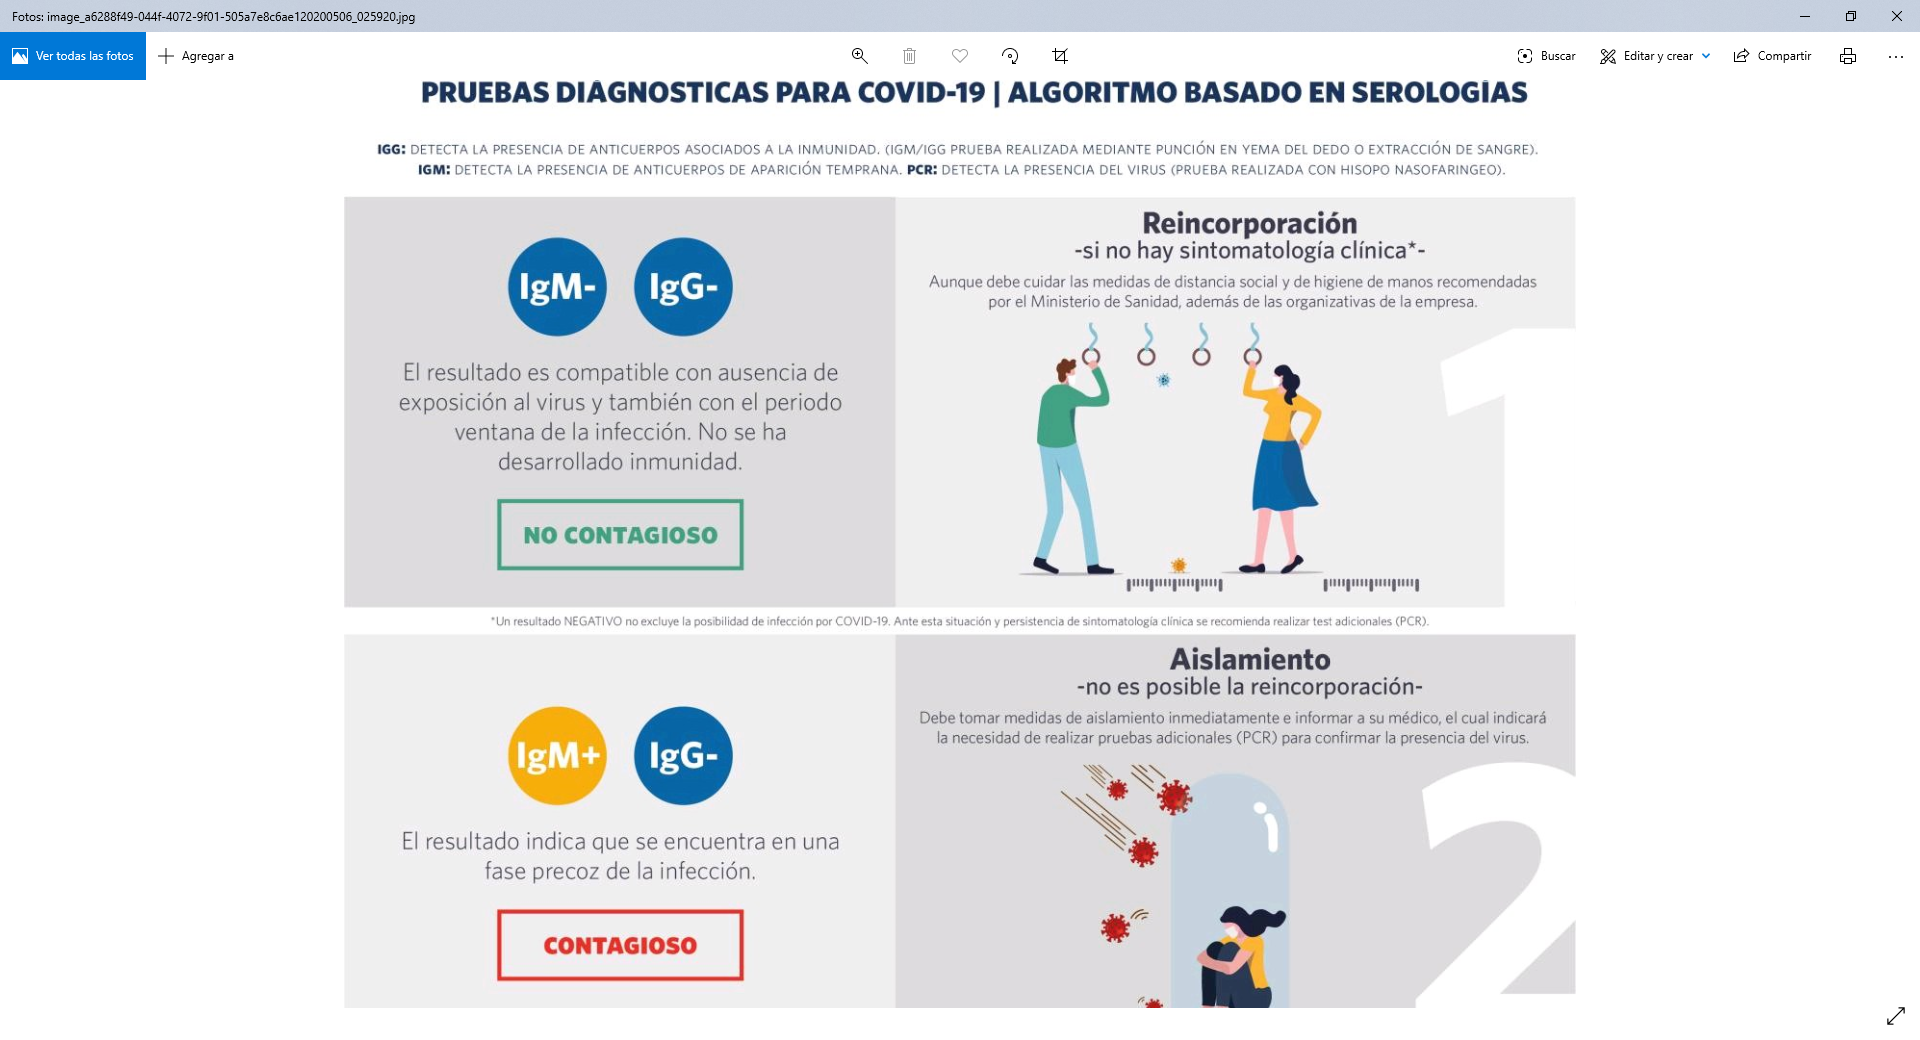 Fotos: image_a6288f49-044f-4072-9f01-505a7e8c6ae120200506_025920.jpg
Ver todas las fotos
Agregar a
Buscar
Editar y crear
Compartir
PRUEBAS DIAGNOSTICAS PARA COVID-19 | ALGORITMO BASADO EN SEROLOGÍAS
IGG: DETECTA LA PRESENCIA DE ANTICUERPOS ASOCIADOS A LA INMUNIDAD. (IGM/IGG PRUEBA REALIZADA MEDIANTE PUNCIÓN EN YEMA DEL DEDO O EXTRACCIÓN DE SANGRE).
IGM: DETECTA LA PRESENCIA DE ANTICUERPOS DE APARICIÓN TEMPRANA. PCR: DETECTA LA PRESENCIA DEL VIRUS (PRUEBA REALIZADA CON HISOPO NASOFARINGEO).
IgM-
IgG-
El resultado es compatible con ausencia de
exposición al virus y también con el periodo
ventana de la infección. No se ha
desarrollado inmunidad.
NO CONTAGIOSO
Reincorporación
-si no hay sintomatología clínica*-
Aunque debe cuidar las medidas de distancia social y de higiene de manos recomendadas
por el Ministerio de Sanidad, además de las organizativas de la empresa.
1
*Un resultado NEGATIVO no excluye la posibilidad de infección por COVID-19. Ante esta situación y persistencia de sintomatología clínica se recomienda realizar test adicionales (PCR).
IgM+
IgG-
El resultado indica que se encuentra en una
fase precoz de la infección.
CONTAGIOSO
Aislamiento
-no es posible la reincorporación-
Debe tomar medidas de aislamiento inmediatamente e informar a su médico, el cual indicará
la necesidad de realizar pruebas adicionales (PCR) para confirmar la presencia del virus.
2